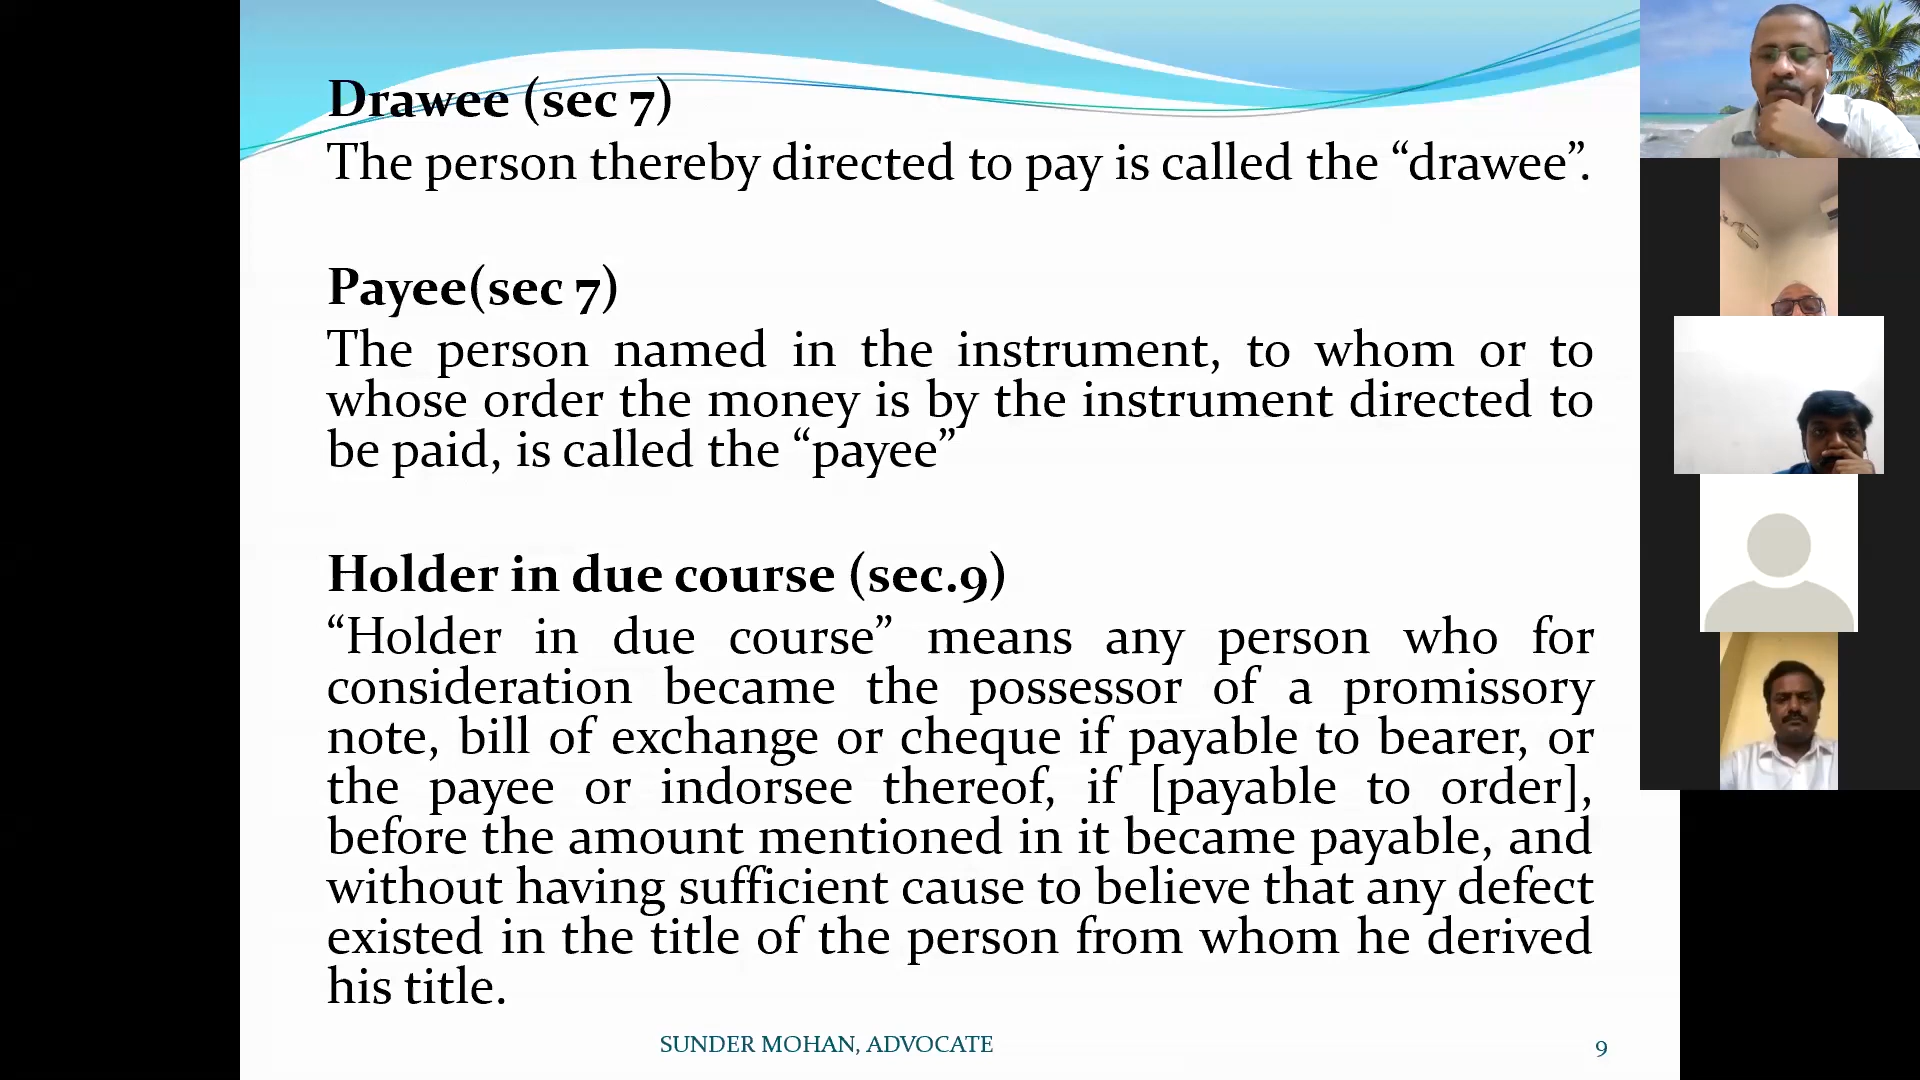 Drawee (sec 7)
The person thereby directed to pay is called the “drawee”.
Payee(sec 7)
The person named in the instrument, to whom or to
whose order the money is by the instrument directed to
be paid, is called the “payee”
Holder in due course (sec.9)
“Holder in due course” means any person who for
consideration became the possessor of a promissory
note, bill of exchange or cheque if payable to bearer, or
the payee or indorsee thereof, if [payable to order],
before the amount mentioned in it became payable, and
without having sufficient cause to believe that any defect
existed in the title of the person from whom he derived
his title.
SUNDER MOHAN, ADVOCATE
9